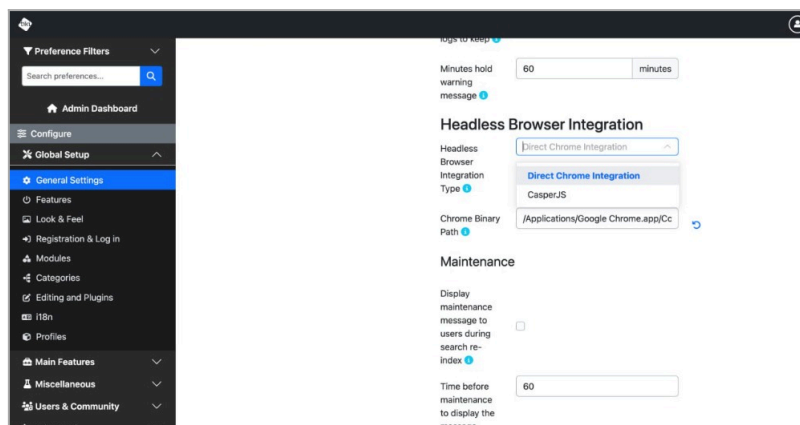 Preference Filters
Search preferences...
Admin Dashboard
Configure
Global Setup
General Settings
Features
Look & Feel
Registration & Log in
Modules
Categories
Editing and Plugins
i18n
Profiles
Main Features
Miscellaneous
Users & Community
logs to keep
Minutes hold
warning
message
60
minutes
Headless Browser Integration
Headless
Browser
Integration
Type
Direct Chrome Integration
Direct Chrome Integration
CasperJS
Chrome Binary
Path
/Applications/Google Chrome.app/Cc
Maintenance
Display
maintenance
message to
users during
search re-
index
Time before
maintenance
to display the
message
60